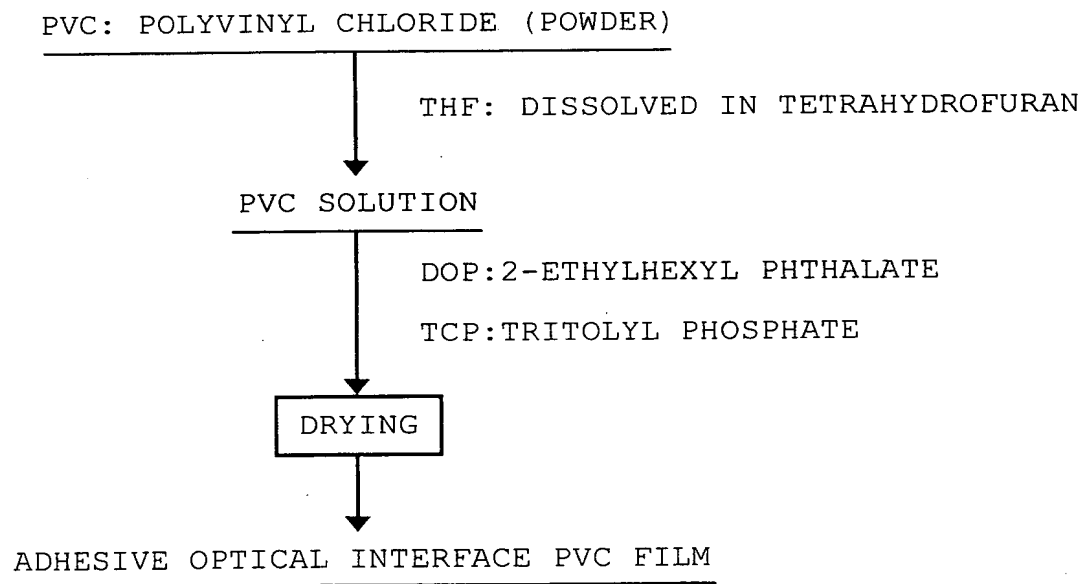 PVC: POLYVINYL CHLORIDE (POWDER)
THF: DISSOLVED IN TETRAHYDROFURAN
PVC SOLUTION
DOP:2-ETHYLHEXYL PHTHALATE
TCP:TRITOLYL PHOSPHATE
DRYING
ADHESIVE OPTICAL INTERFACE PVC FILM